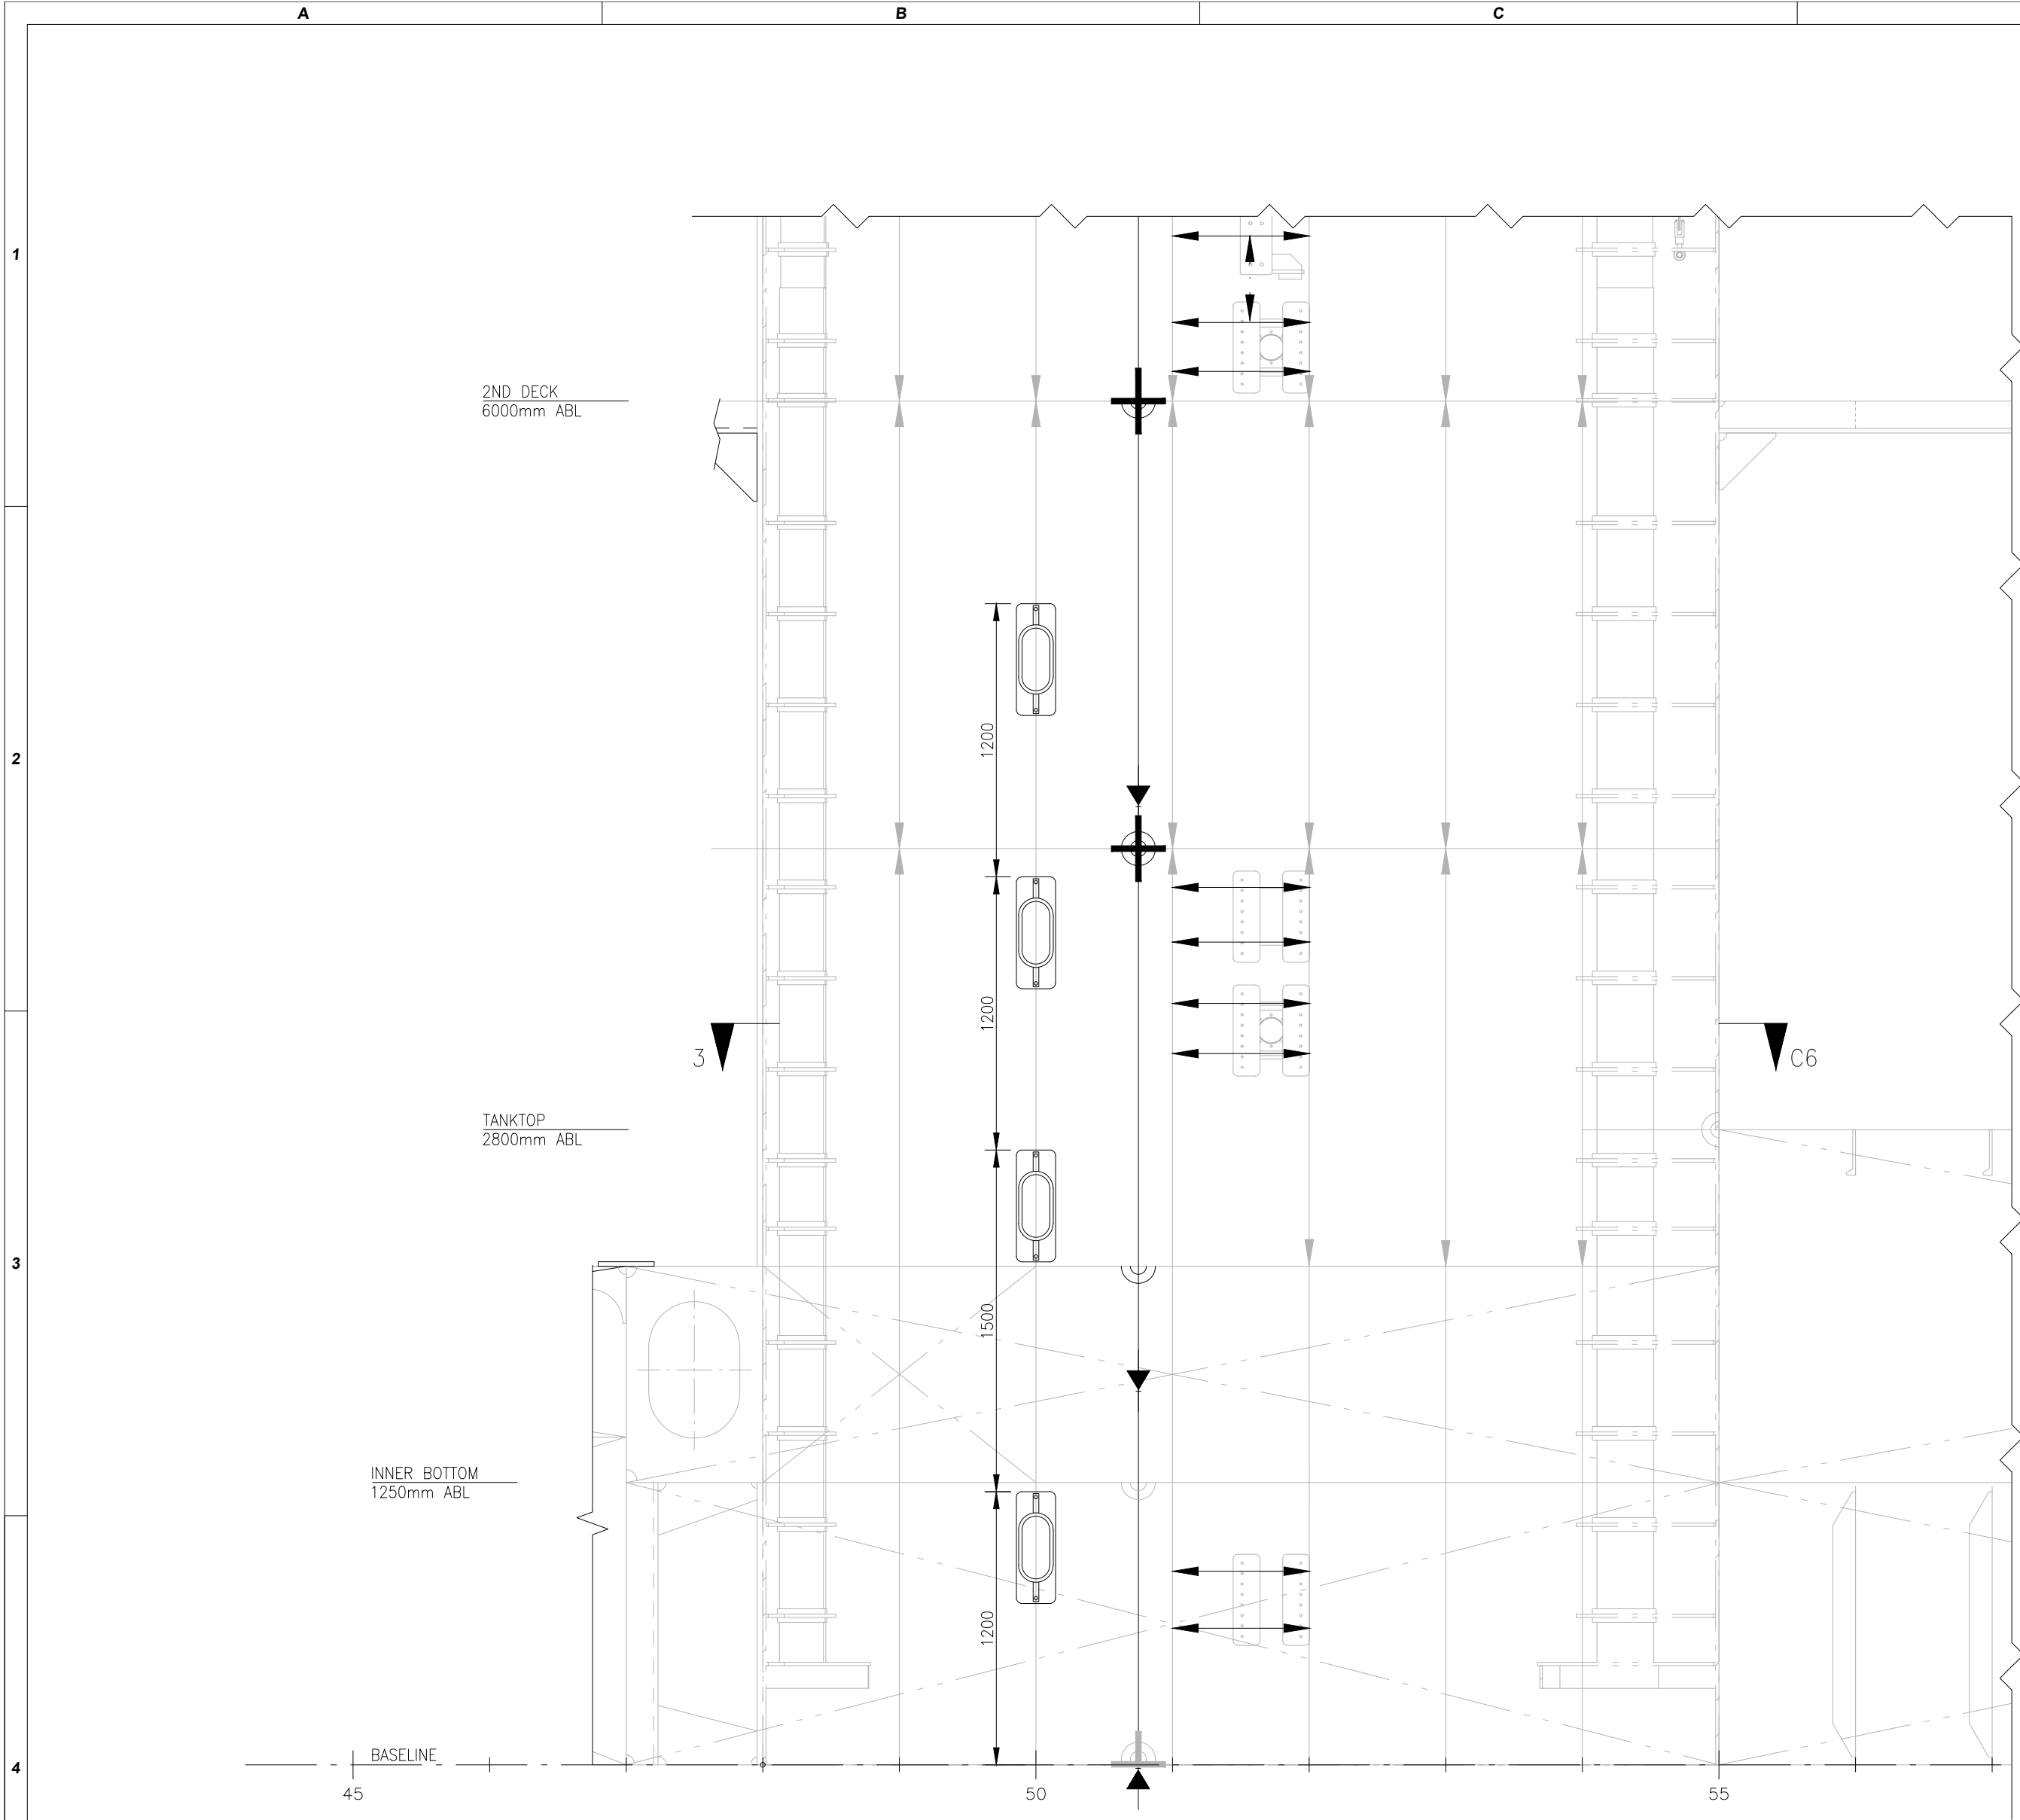 A B C
1
2ND DECK
6000mm ABL
2
1200
1200
3 C6
TANKTOP
2800mm ABL
3
1500
INNER BOTTOM
1250mm ABL
1200
BASELINE
4
45 50 55